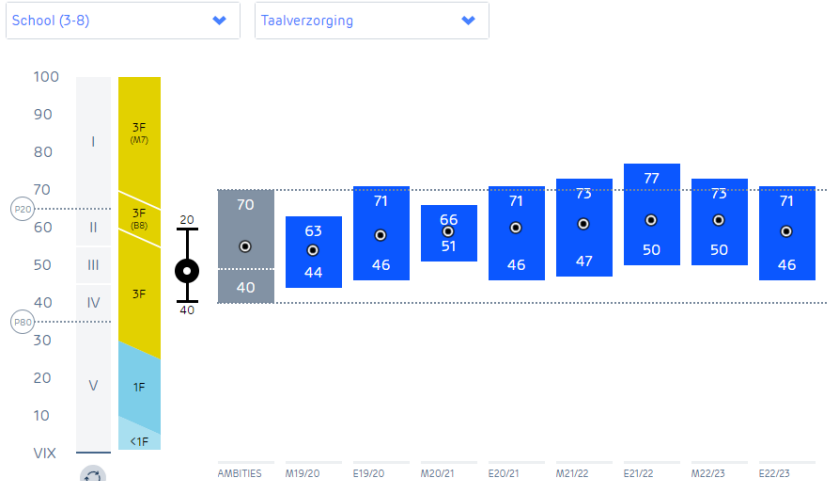 School (3-8)
Taalverzorging
100
90
80
70
60
50
40
30
20
10
VIX
P20
P80
I
II
III
IV
V
3F
(M7)
3F
(B8)
3F
1F
<1F
20
40
70
40
63
44
71
46
66
51
71
46
73
47
77
50
73
50
71
46
AMBITIES M19/20 E19/20 M20/21 E20/21 M21/22 E21/22 M22/23 E22/23